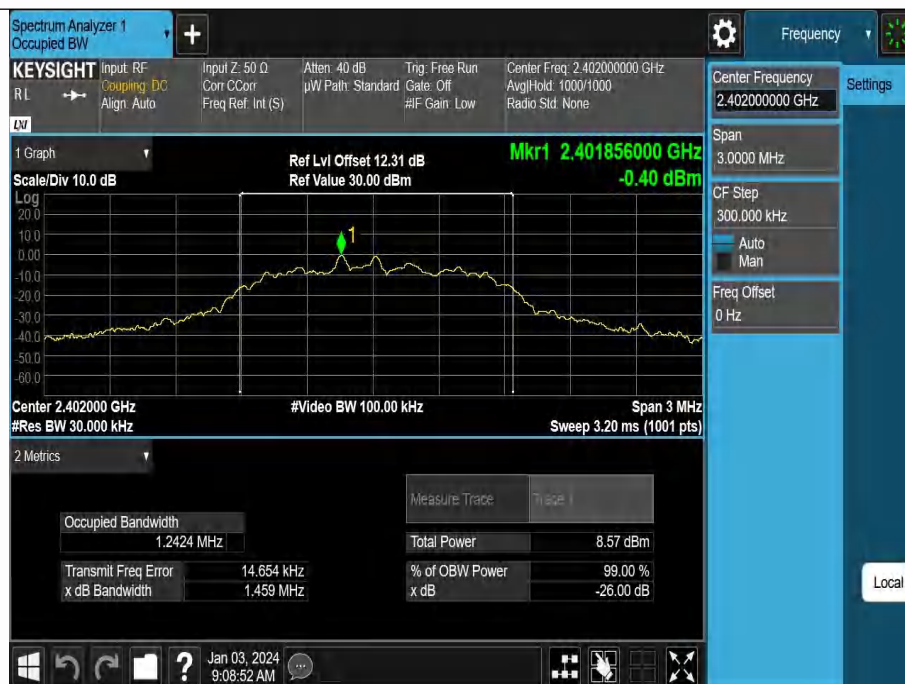 Spectrum Analyzer 1
Occupied BW
Frequency
KEYSIGHT
R L
LXI
Input: RF
Coupling: DC
Align: Auto
Input Z: 50 Ω
Corr CCorr
Freq Ref: Int (S)
Atten: 40 dB
µW Path: Standard
Trig: Free Run
Gate: Off
#IF Gain: Low
Center Freq: 2.402000000 GHz
Avg|Hold: 1000/1000
Radio Std: None
Center Frequency
2.402000000 GHz
Settings
Span
3.0000 MHz
CF Step
300.000 kHz
Auto
Man
Freq Offset
0 Hz
Local
1 Graph
Scale/Div 10.0 dB
Ref Lvl Offset 12.31 dB
Ref Value 30.00 dBm
Mkr1 2.401856000 GHz
-0.40 dBm
Log
20.0
10.0
0.00
-10.0
-20.0
-30.0
-40.0
-50.0
-60.0
1
Center 2.402000 GHz
#Video BW 100.00 kHz
Span 3 MHz
#Res BW 30.000 kHz
Sweep 3.20 ms (1001 pts)
2 Metrics
Measure Trace
Trace 1
Occupied Bandwidth
1.2424 MHz
Total Power
8.57 dBm
Transmit Freq Error
14.654 kHz
% of OBW Power
99.00 %
x dB Bandwidth
1.459 MHz
x dB
-26.00 dB
Jan 03, 2024
9:08:52 AM